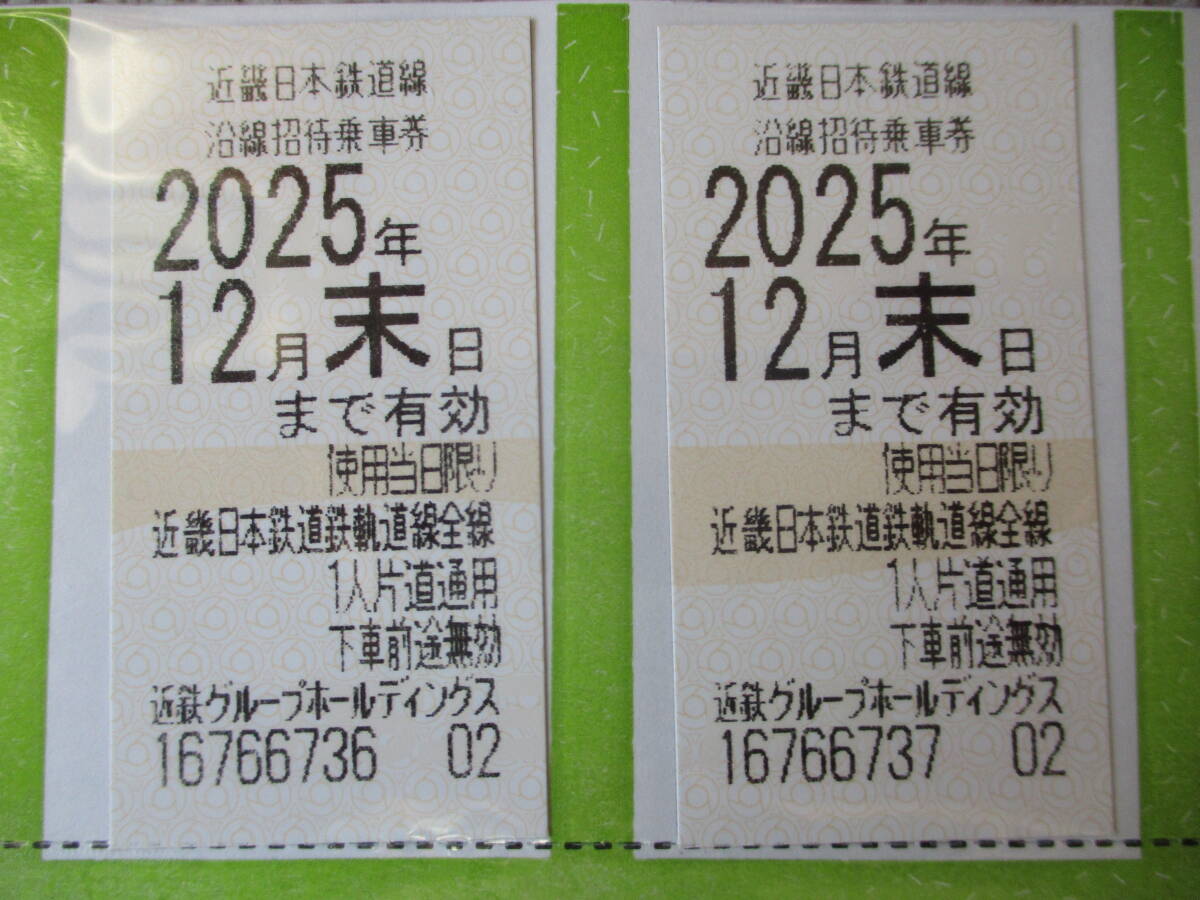 近畿日本鉄道線
沿線招待乗車券
2025年
12月末日
まで有効
使用当日限り
近畿日本鉄道鉄軌道線全線
1人片道通用
下車前途無効
近鉄グループホールディングス
16766736 02
近畿日本鉄道線
沿線招待乗車券
2025年
12月末日
まで有効
使用当日限り
近畿日本鉄道鉄軌道線全線
1人片道通用
下車前途無効
近鉄グループホールディングス
16766737 02